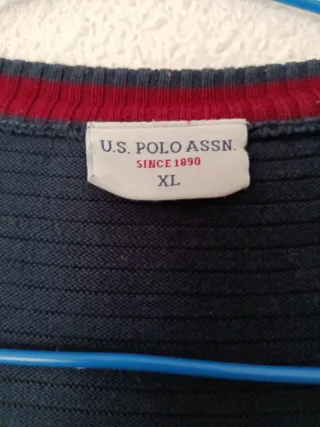 U.S. POLO ASSN.
SINCE 1890
XL